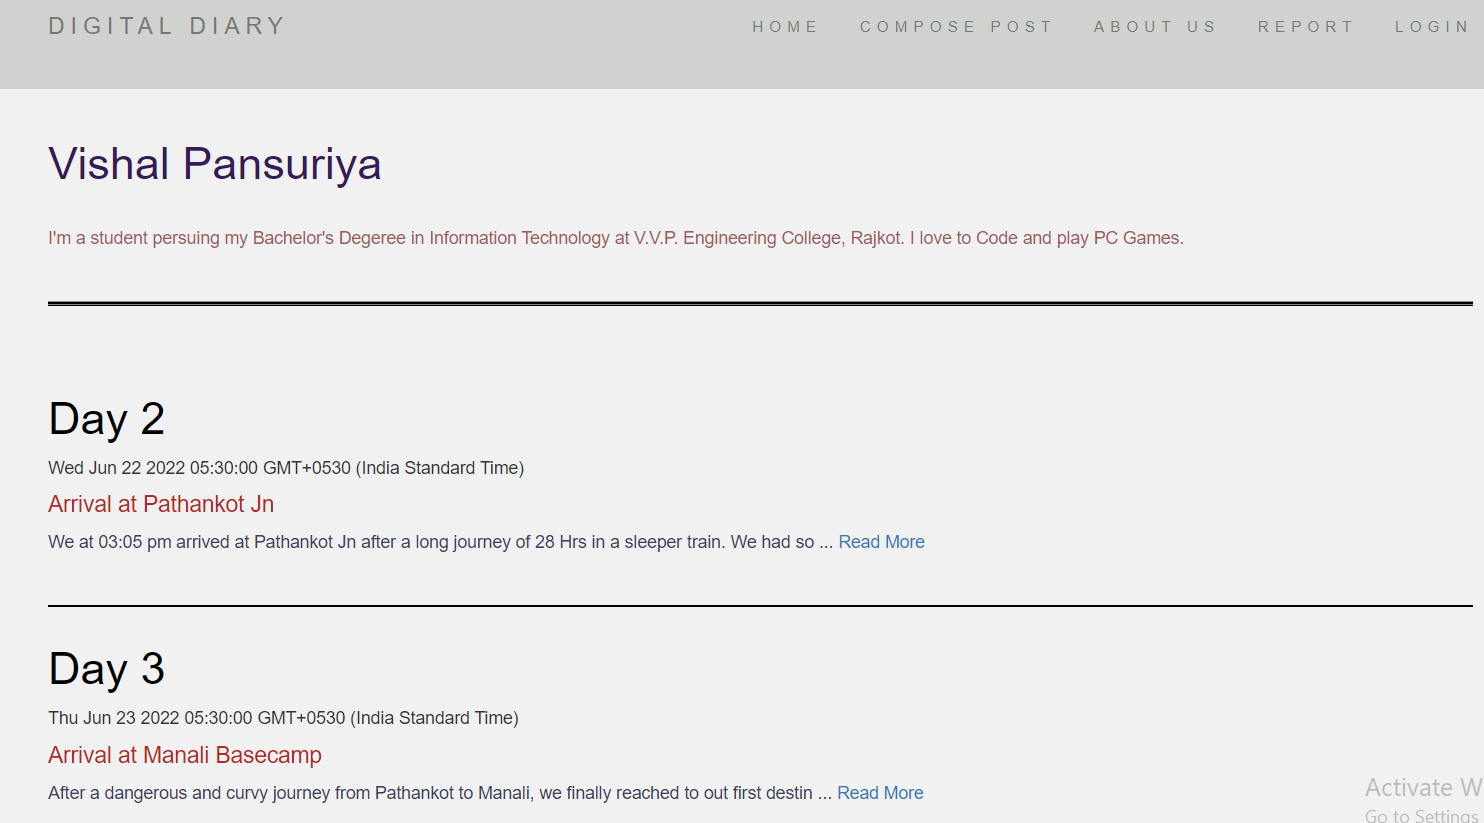 DIGITAL DIARY HOME COMPOSE POST ABOUT US REPORT LOGIN
Vishal Pansuriya
I'm a student persuing my Bachelor's Degeree in Information Technology at V.V.P. Engineering College, Rajkot. I love to Code and play PC Games.
Day 2
Wed Jun 22 2022 05:30:00 GMT+0530 (India Standard Time)
Arrival at Pathankot Jn
We at 03:05 pm arrived at Pathankot Jn after a long journey of 28 Hrs in a sleeper train. We had so ... Read More
Day 3
Thu Jun 23 2022 05:30:00 GMT+0530 (India Standard Time)
Arrival at Manali Basecamp
After a dangerous and curvy journey from Pathankot to Manali, we finally reached to out first destin ... Read More
Activate W
Go to Settings